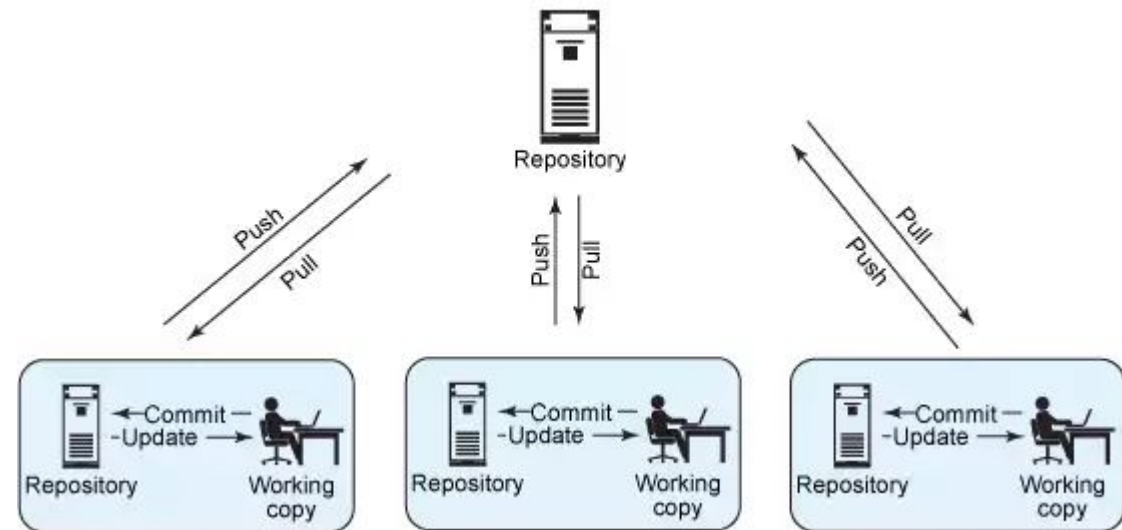 Repository
Push
Pull
Push
Pull
Pull
Push
Commit
Update
Repository
Working
copy
Commit
Update
Repository
Working
copy
Commit
Update
Repository
Working
copy